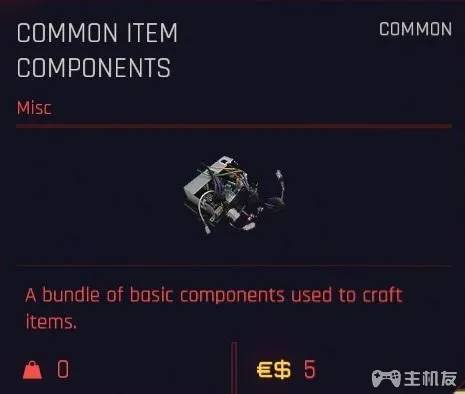 COMMON ITEM
COMPONENTS
COMMON
Misc
A bundle of basic components used to craft
items.
0
€$ 5
主机友